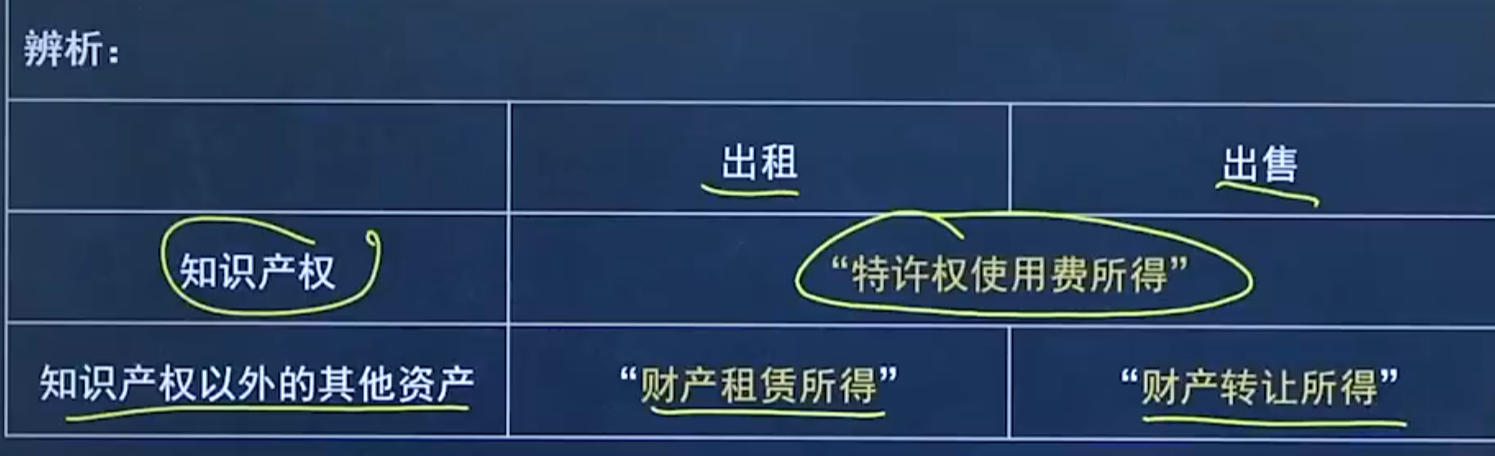 辨析：
出租
出售
知识产权
“特许权使用费所得”
知识产权以外的其他资产
“财产租赁所得”
“财产转让所得”